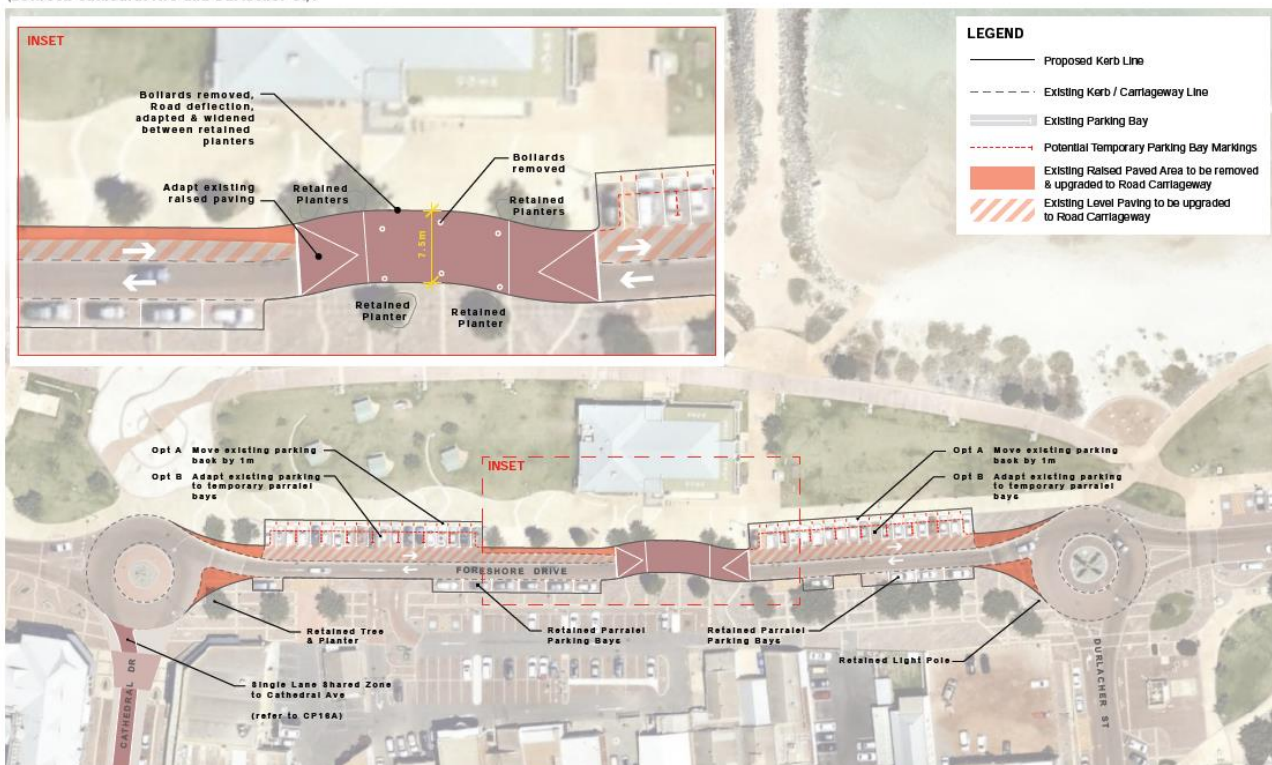 INSET
Bollards removed,
Road deflection,
adapted & widened
between retained
planters
Adapt existing
raised paving
Retained
Planters
Bollards
removed
Retained
Planters
7.5m
Retained
Planter
Retained
Planter
LEGEND
Proposed Kerb Line
Existing Kerb / Carriageway Line
Existing Parking Bay
Potential Temporary Parking Bay Markings
Existing Raised Paved Area to be removed
& upgraded to Road Carriageway
Existing Level Paving to be upgraded
to Road Carriageway
Opt A Move existing parking
back by 1m
Opt B Adapt existing parking
to temporary parralel
bays
INSET
Opt A Move existing parking
back by 1m
Opt B Adapt existing parking
to temporary parralel
bays
FORESHORE DRIVE
Retained Tree
& Planter
Retained Parralel
Parking Bays
Retained Parralel
Parking Bays
Retained Light Pole
Single Lane Shared Zone
to Cathedral Ave
(refer to CP16A)
CATHEDRAL DR
DURLACHER ST